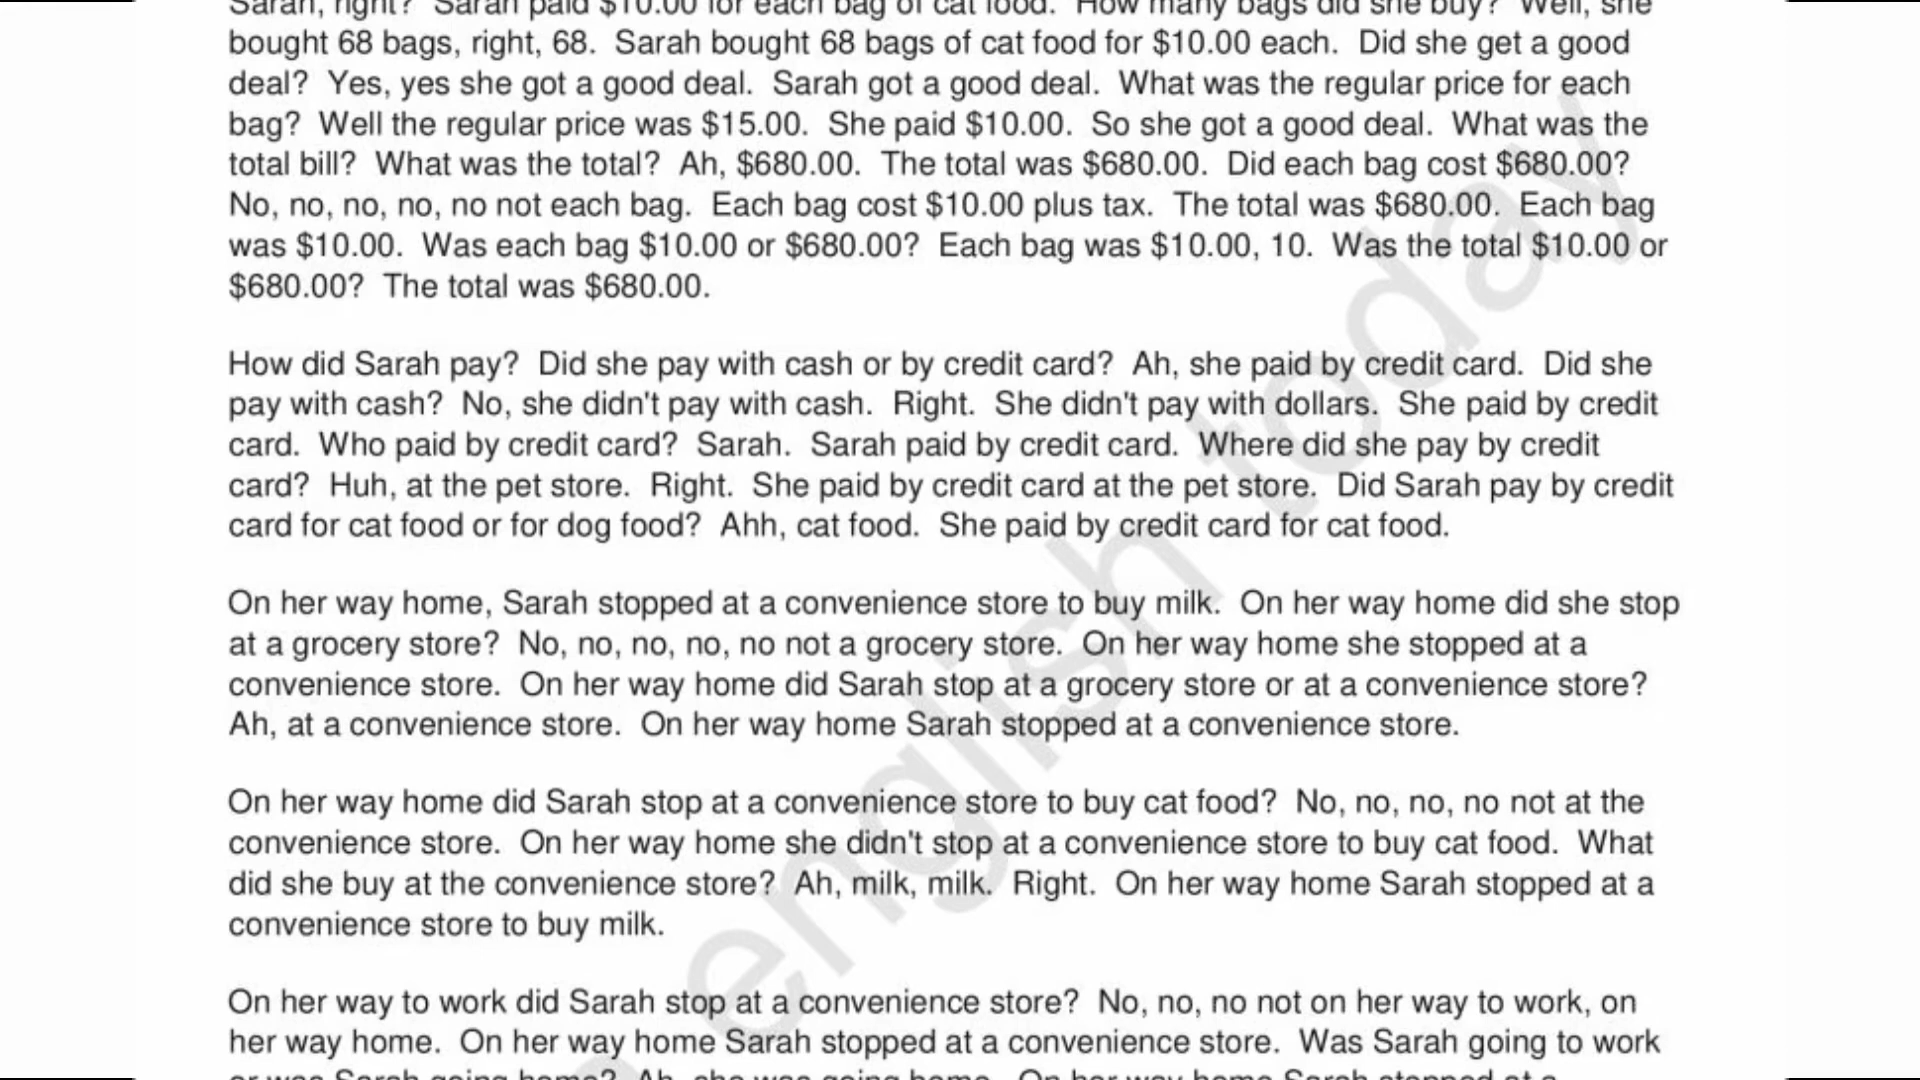 Sarah, right?  Sarah paid $10.00 for each bag of cat food.  How many bags did she buy?  Well, she
bought 68 bags, right, 68.  Sarah bought 68 bags of cat food for $10.00 each.  Did she get a good
deal?  Yes, yes she got a good deal.  Sarah got a good deal.  What was the regular price for each
bag?  Well the regular price was $15.00.  She paid $10.00.  So she got a good deal.  What was the
total bill?  What was the total?  Ah, $680.00.  The total was $680.00.  Did each bag cost $680.00?
No, no, no, no, no not each bag.  Each bag cost $10.00 plus tax.  The total was $680.00.  Each bag
was $10.00.  Was each bag $10.00 or $680.00?  Each bag was $10.00, 10.  Was the total $10.00 or
$680.00?  The total was $680.00.
How did Sarah pay?  Did she pay with cash or by credit card?  Ah, she paid by credit card.  Did she
pay with cash?  No, she didn't pay with cash.  Right.  She didn't pay with dollars.  She paid by credit
card.  Who paid by credit card?  Sarah.  Sarah paid by credit card.  Where did she pay by credit
card?  Huh, at the pet store.  Right.  She paid by credit card at the pet store.  Did Sarah pay by credit
card for cat food or for dog food?  Ahh, cat food.  She paid by credit card for cat food.
On her way home, Sarah stopped at a convenience store to buy milk.  On her way home did she stop
at a grocery store?  No, no, no, no, no not a grocery store.  On her way home she stopped at a
convenience store.  On her way home did Sarah stop at a grocery store or at a convenience store?
Ah, at a convenience store.  On her way home Sarah stopped at a convenience store.
On her way home did Sarah stop at a convenience store to buy cat food?  No, no, no, no not at the
convenience store.  On her way home she didn't stop at a convenience store to buy cat food.  What
did she buy at the convenience store?  Ah, milk, milk.  Right.  On her way home Sarah stopped at a
convenience store to buy milk.
On her way to work did Sarah stop at a convenience store?  No, no, no not on her way to work, on
her way home.  On her way home Sarah stopped at a convenience store.  Was Sarah going to work
or was Sarah going home?  Ah, she was going home.  On her way home Sarah stopped at a
english today